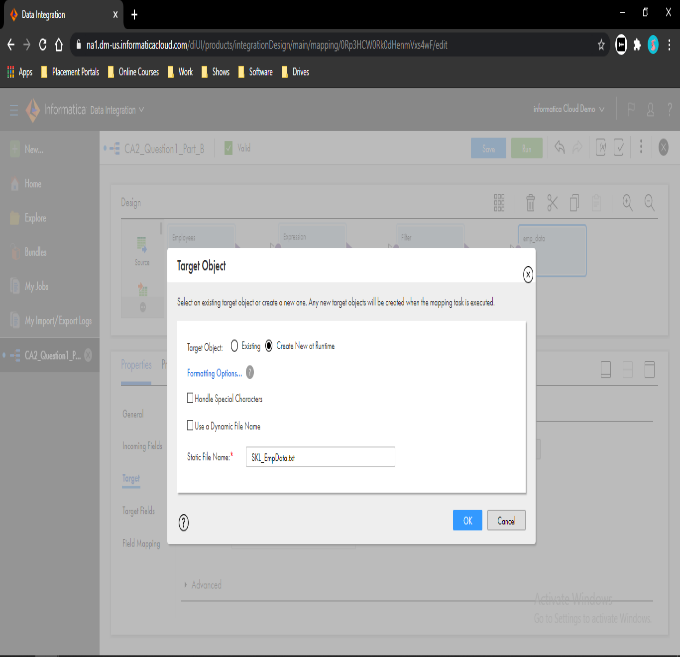 Data Integration
na1.dm-us.informaticacloud.com/diUI/products/integrationDesign/main/mapping/0Rp3HCW0Rk0dHenmVxs4wF/edit
Apps Placement Portals Online Courses Work Shows Software Drives
Informatica Data Integration Informatica Cloud Demo
New... CA2_Question1_Part_B Valid Save Run
Home
Design
Explore
Employees Expression Filter emp_data
Bundles
Source
My Jobs
My Import/Export Logs
CA2_Question1_P...
Target Object
Select an existing target object or create a new one. Any new target objects will be created when the mapping task is executed.
Target Object: Existing Create New at Runtime
Formatting Options... ?
Handle Special Characters
Use a Dynamic File Name
Static File Name:* SKL_EmpData.txt
? OK Cancel
Properties
General
Incoming Fields
Target
Target Fields
Field Mapping
Advanced
Activate Windows
Go to Settings to activate Windows.